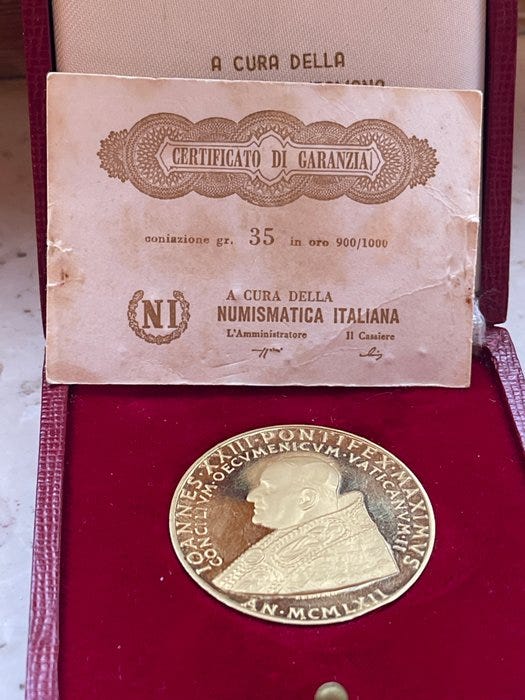 A CURA DELLA
CERTIFICATO DI GARANZIA
coniazione gr. 35 in oro 900/1000
NI
A CURA DELLA
NUMISMATICA ITALIANA
L'Amministratore Il Cassiere
IOANNES·XXIII·PONTIFEX·MAXIMVS
CONCILIVM·OECVMENICVM·VATICANVM·II
AN·MCMLXII